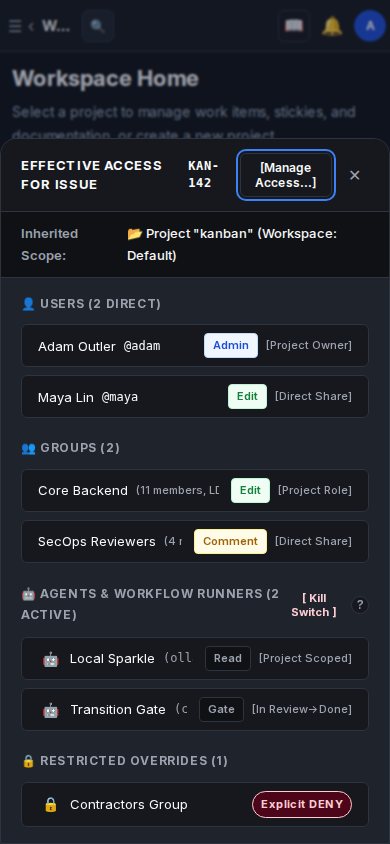 ☰ ‹ W... 🔍 📖 🔔 A
Workspace Home
Select a project to manage work items, stickies, and
documentation, or create a new project.
EFFECTIVE ACCESS
FOR ISSUE
KAN-
142
[Manage
Access...]
✕
Inherited
Scope:
📂 Project "kanban" (Workspace:
Default)
👤 USERS (2 DIRECT)
Adam Outler @adam Admin [Project Owner]
Maya Lin @maya Edit [Direct Share]
👥 GROUPS (2)
Core Backend (11 members, LD Edit [Project Role]
SecOps Reviewers (4 r Comment [Direct Share]
🤖 AGENTS & WORKFLOW RUNNERS (2
ACTIVE)
[ Kill
Switch ]
?
🤖 Local Sparkle (oll Read [Project Scoped]
🤖 Transition Gate (c Gate [In Review→Done]
🔒 RESTRICTED OVERRIDES (1)
🔒 Contractors Group Explicit DENY